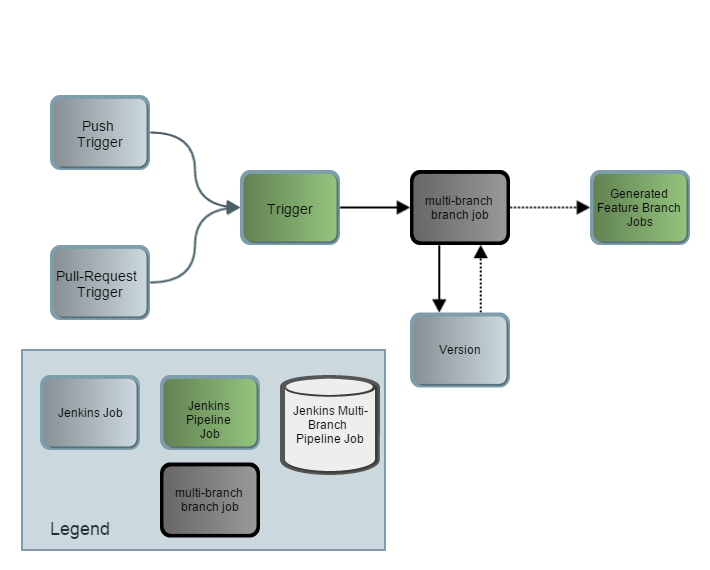 Push
Trigger
Pull-Request
Trigger
Trigger
multi-branch
branch job
Generated
Feature Branch
Jobs
Version
Jenkins Job
Jenkins
Pipeline
Job
Jenkins Multi-
Branch
Pipeline Job
multi-branch
branch job
Legend